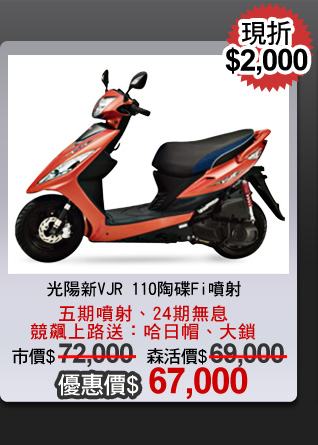 現折
$2,000
光陽新VJR 110陶碟Fi噴射
五期噴射、24期無息
競飆上路送：哈日帽、大鎖
市價$ 72,000 森活價$ 69,000
優惠價$ 67,000